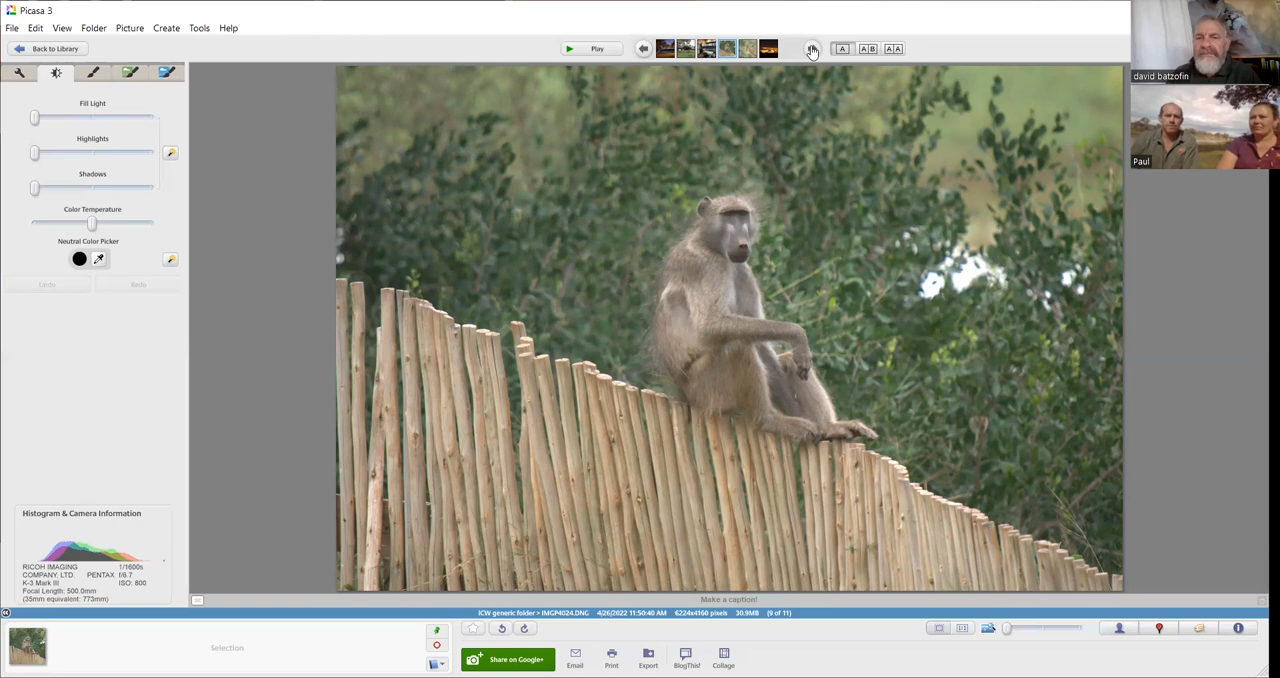 Picasa 3
File Edit View Folder Picture Create Tools Help
Back to Library
Play
A
A B
A A
Fill Light
Highlights
Shadows
Color Temperature
Neutral Color Picker
Undo Redo
Histogram & Camera Information
RICOH IMAGING 1/1600s
COMPANY, LTD. PENTAX f/6.7
K-3 Mark III ISO: 800
Focal Length: 500.0mm
(35mm equivalent: 773mm)
david batzofin
Paul
Make a caption!
ICW generic folder > IMGP4024.DNG 4/26/2022 11:50:40 AM 6224x4160 pixels 30.9MB (9 of 11)
1:1
Selection
Share on Google+
Email
Print
Export
BlogThis!
Collage